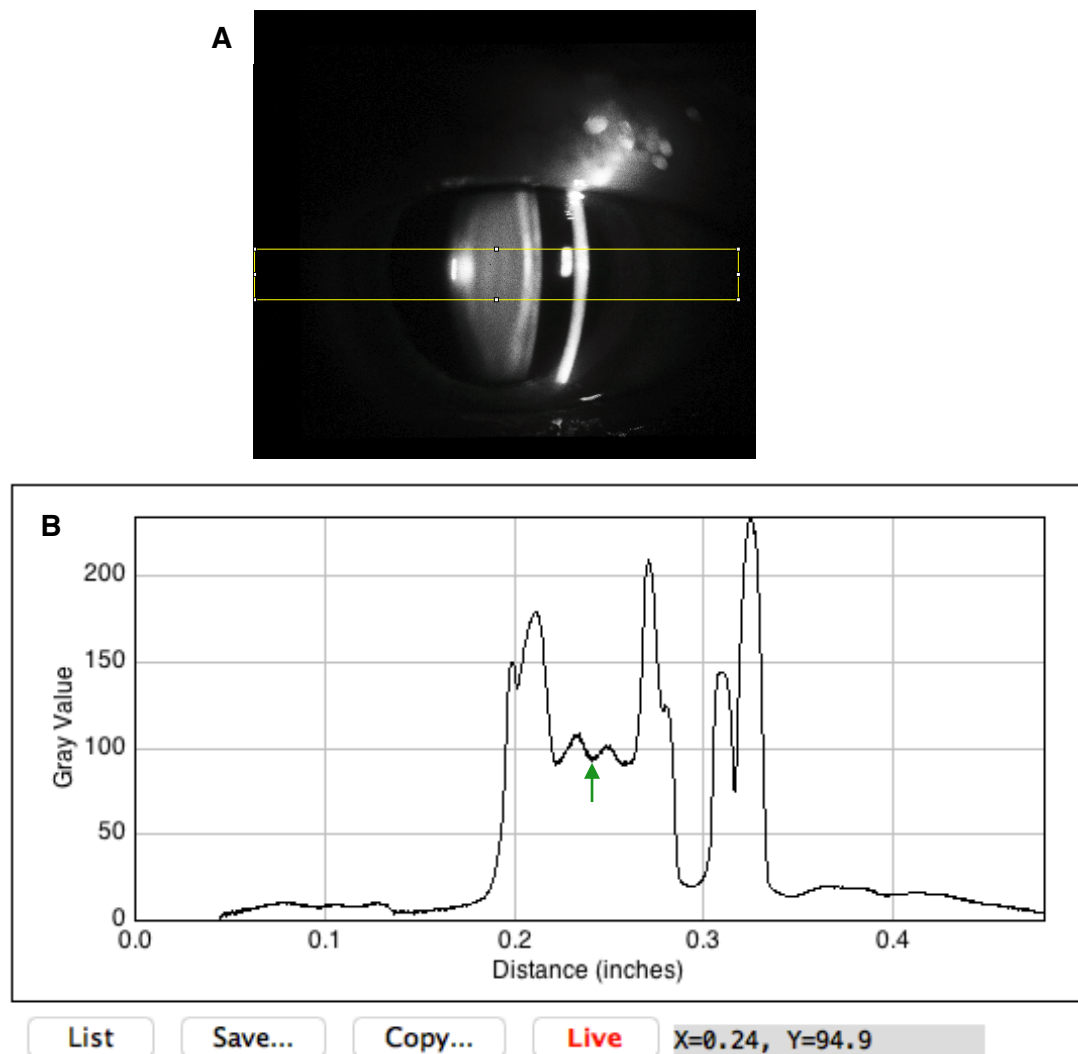 A
B
Gray Value
200
150
100
50
0
0.0 0.1 0.2 0.3 0.4
Distance (inches)
List Save... Copy... Live X=0.24, Y=94.9